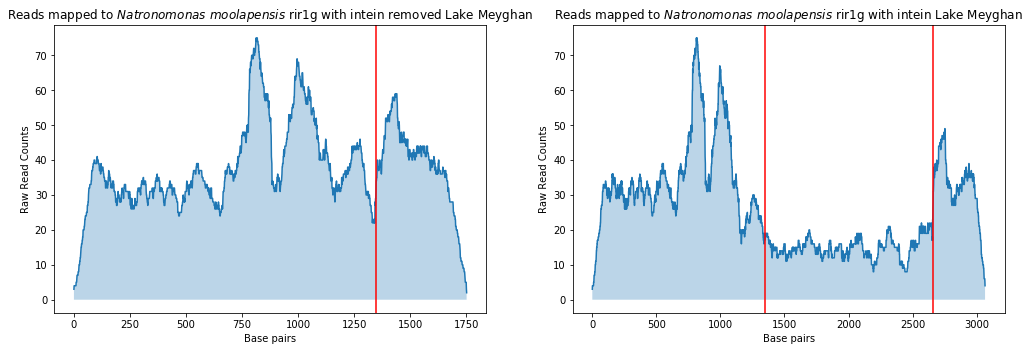 Reads mapped to Natronomonas moolapensis rir1g with intein removed Lake Meyghan
70
60
50
40
30
20
10
0
Raw Read Counts
0 250 500 750 1000 1250 1500 1750
Base pairs
Reads mapped to Natronomonas moolapensis rir1g with intein Lake Meyghan
70
60
50
40
30
20
10
0
Raw Read Counts
0 500 1000 1500 2000 2500 3000
Base pairs